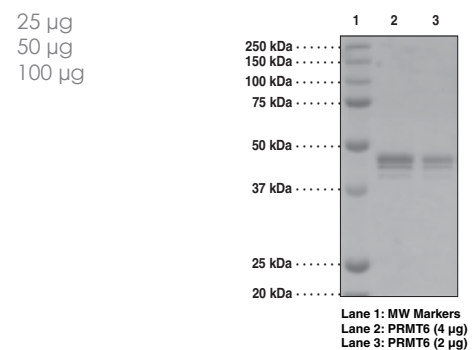 25 µg
50 µg
100 µg
1 2 3
250 kDa
150 kDa
100 kDa
75 kDa
50 kDa
37 kDa
25 kDa
20 kDa
Lane 1: MW Markers
Lane 2: PRMT6 (4 µg)
Lane 3: PRMT6 (2 µg)